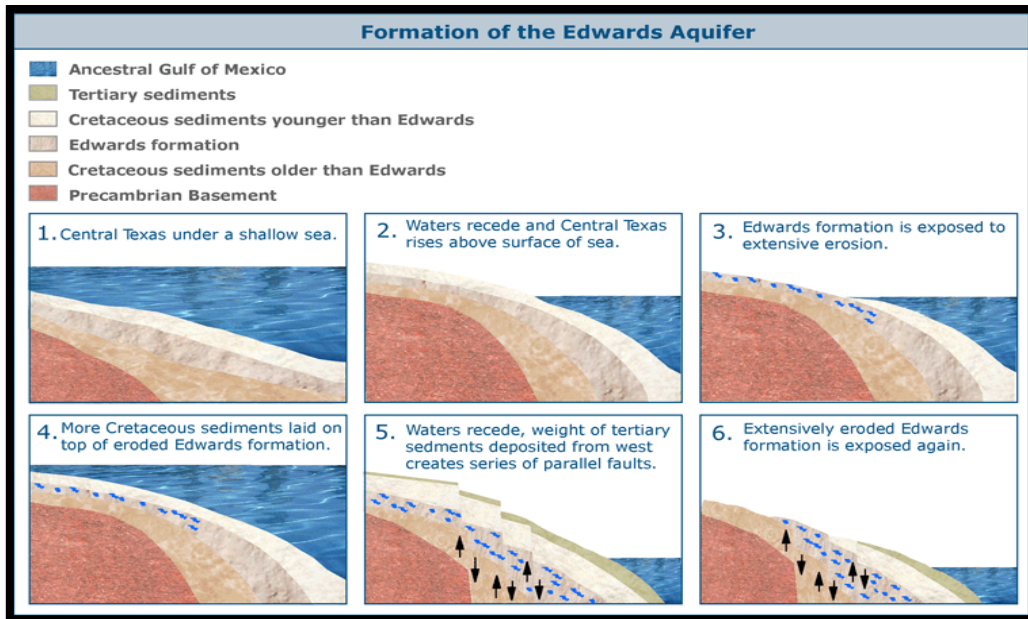 Formation of the Edwards Aquifer
Ancestral Gulf of Mexico
Tertiary sediments
Cretaceous sediments younger than Edwards
Edwards formation
Cretaceous sediments older than Edwards
Precambrian Basement
1. Central Texas under a shallow sea.
2. Waters recede and Central Texas
rises above surface of sea.
3. Edwards formation is exposed to
extensive erosion.
4. More Cretaceous sediments laid on
top of eroded Edwards formation.
5. Waters recede, weight of tertiary
sedments deposited from west
creates series of parallel faults.
6. Extensively eroded Edwards
formation is exposed again.